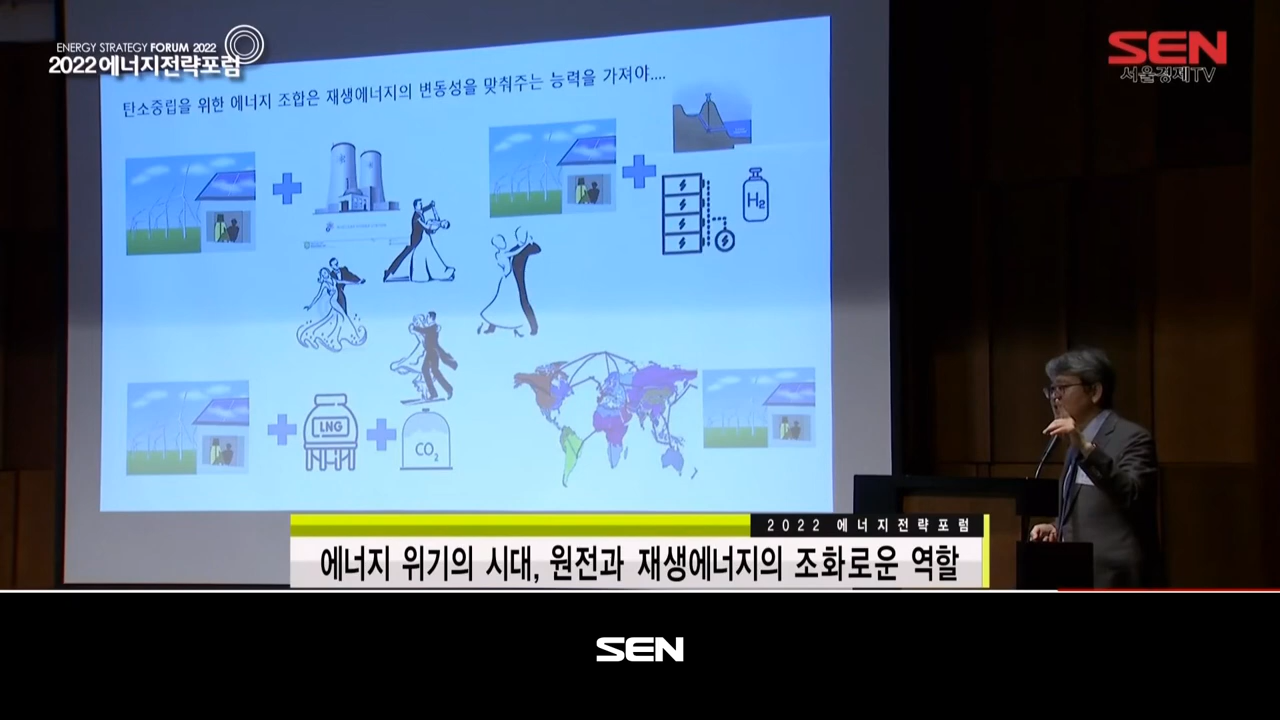 ENERGY STRATEGY FORUM 2022
2022에너지전략포럼
SEN
서울경제TV
탄소중립을 위한 에너지 조합은 재생에너지의 변동성을 맞춰주는 능력을 가져야....
H2
LNG
CO2
2022 에너지전략포럼
에너지 위기의 시대, 원전과 재생에너지의 조화로운 역할
SEN